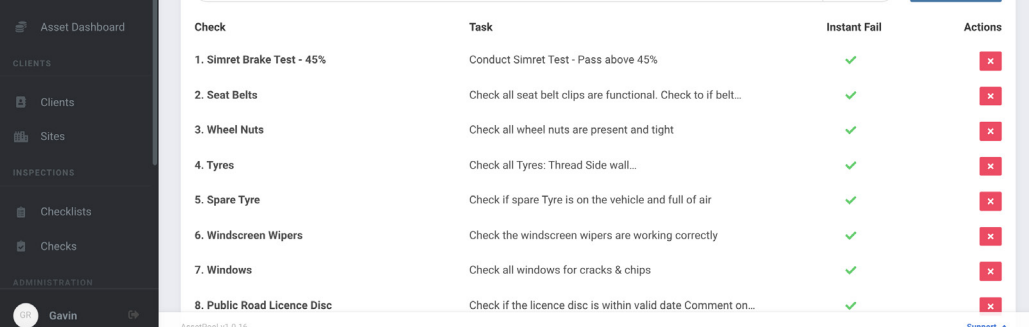 Asset Dashboard
CLIENTS
Clients
Sites
INSPECTIONS
Checklists
Checks
ADMINISTRATION
GR Gavin
Check Task Instant Fail Actions
1. Simret Brake Test - 45% Conduct Simret Test - Pass above 45%
2. Seat Belts Check all seat belt clips are functional. Check to if belt...
3. Wheel Nuts Check all wheel nuts are present and tight
4. Tyres Check all Tyres: Thread Side wall...
5. Spare Tyre Check if spare Tyre is on the vehicle and full of air
6. Windscreen Wipers Check the windscreen wipers are working correctly
7. Windows Check all windows for cracks & chips
8. Public Road Licence Disc Check if the licence disc is within valid date Comment on...
Support